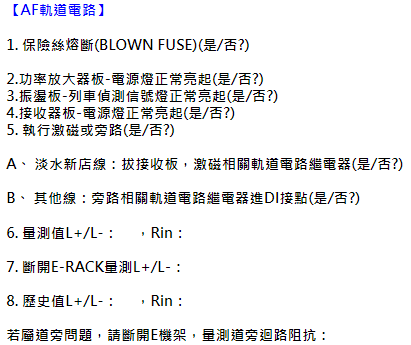 【AF軌道電路】
1. 保險絲熔斷(BLOWN FUSE)(是/否?)
2.功率放大器板-電源燈正常亮起(是/否?)
3.振盪板-列車偵測信號燈正常亮起(是/否?)
4.接收器板-電源燈正常亮起(是/否?)
5. 執行激磁或旁路(是/否?)
A、 淡水新店線：拔接收板，激磁相關軌道電路繼電器(是/否?)
B、 其他線：旁路相關軌道電路繼電器進DI接點(是/否?)
6. 量測值L+/L-：　，Rin：
7. 斷開E-RACK量測L+/L-：
8. 歷史值L+/L-：　，Rin：
若屬道旁問題，請斷開E機架，量測道旁迴路阻抗：